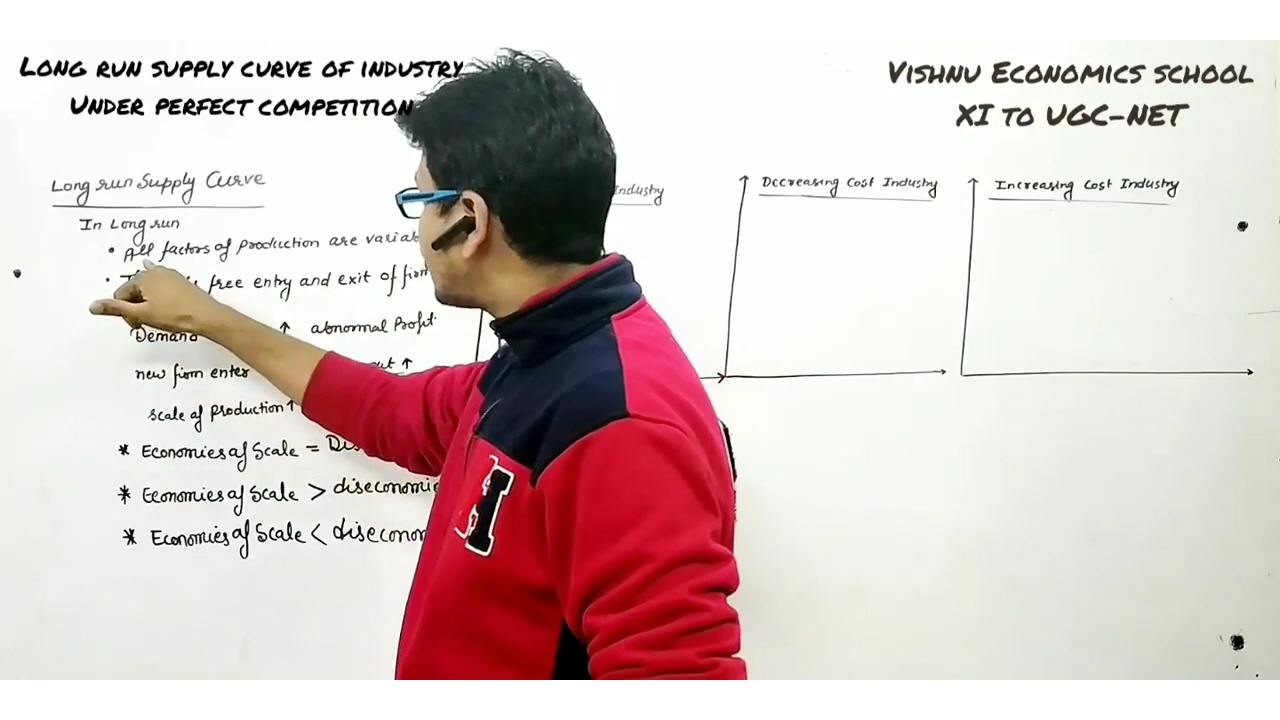 LONG RUN SUPPLY CURVE OF INDUSTRY
UNDER PERFECT COMPETITION
VISHNU ECONOMICS SCHOOL
XI TO UGC-NET
Long run Supply Curve
In Long run
• All factors of Production are
• free entry and exit of
Demand ↑ abnormal Profit
new firm enter ↑
Scale of Production ↑
* Economies of Scale =
* Economies of Scale >
* Economies of Scale <
Industry
Decreasing Cost Industry
Increasing Cost Industry
H